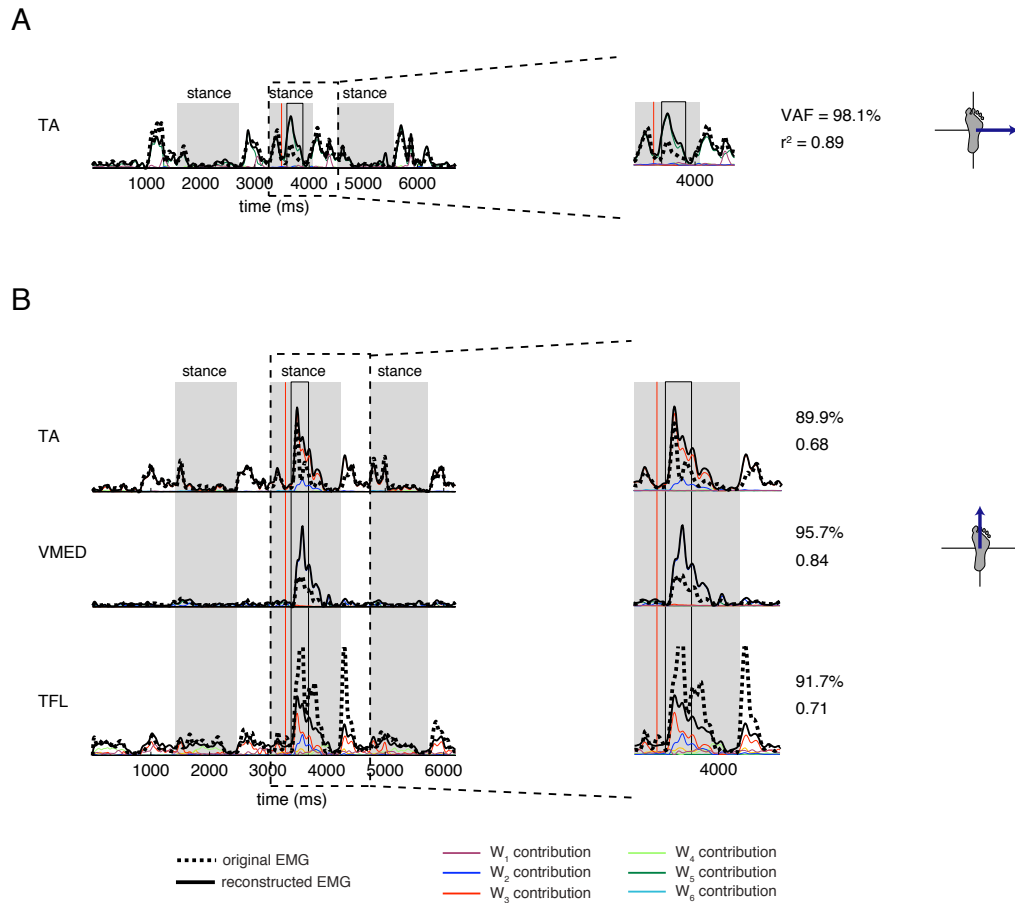 A
stance stance stance
TA
VAF = 98.1%
r² = 0.89
1000 2000 3000 4000 5000 6000
4000
time (ms)
B
stance stance stance
TA
89.9%
0.68
VMED
95.7%
0.84
TFL
91.7%
0.71
1000 2000 3000 4000 5000 6000
4000
time (ms)
original EMG
reconstructed EMG
W₁ contribution
W₂ contribution
W₃ contribution
W₄ contribution
W₅ contribution
W₆ contribution